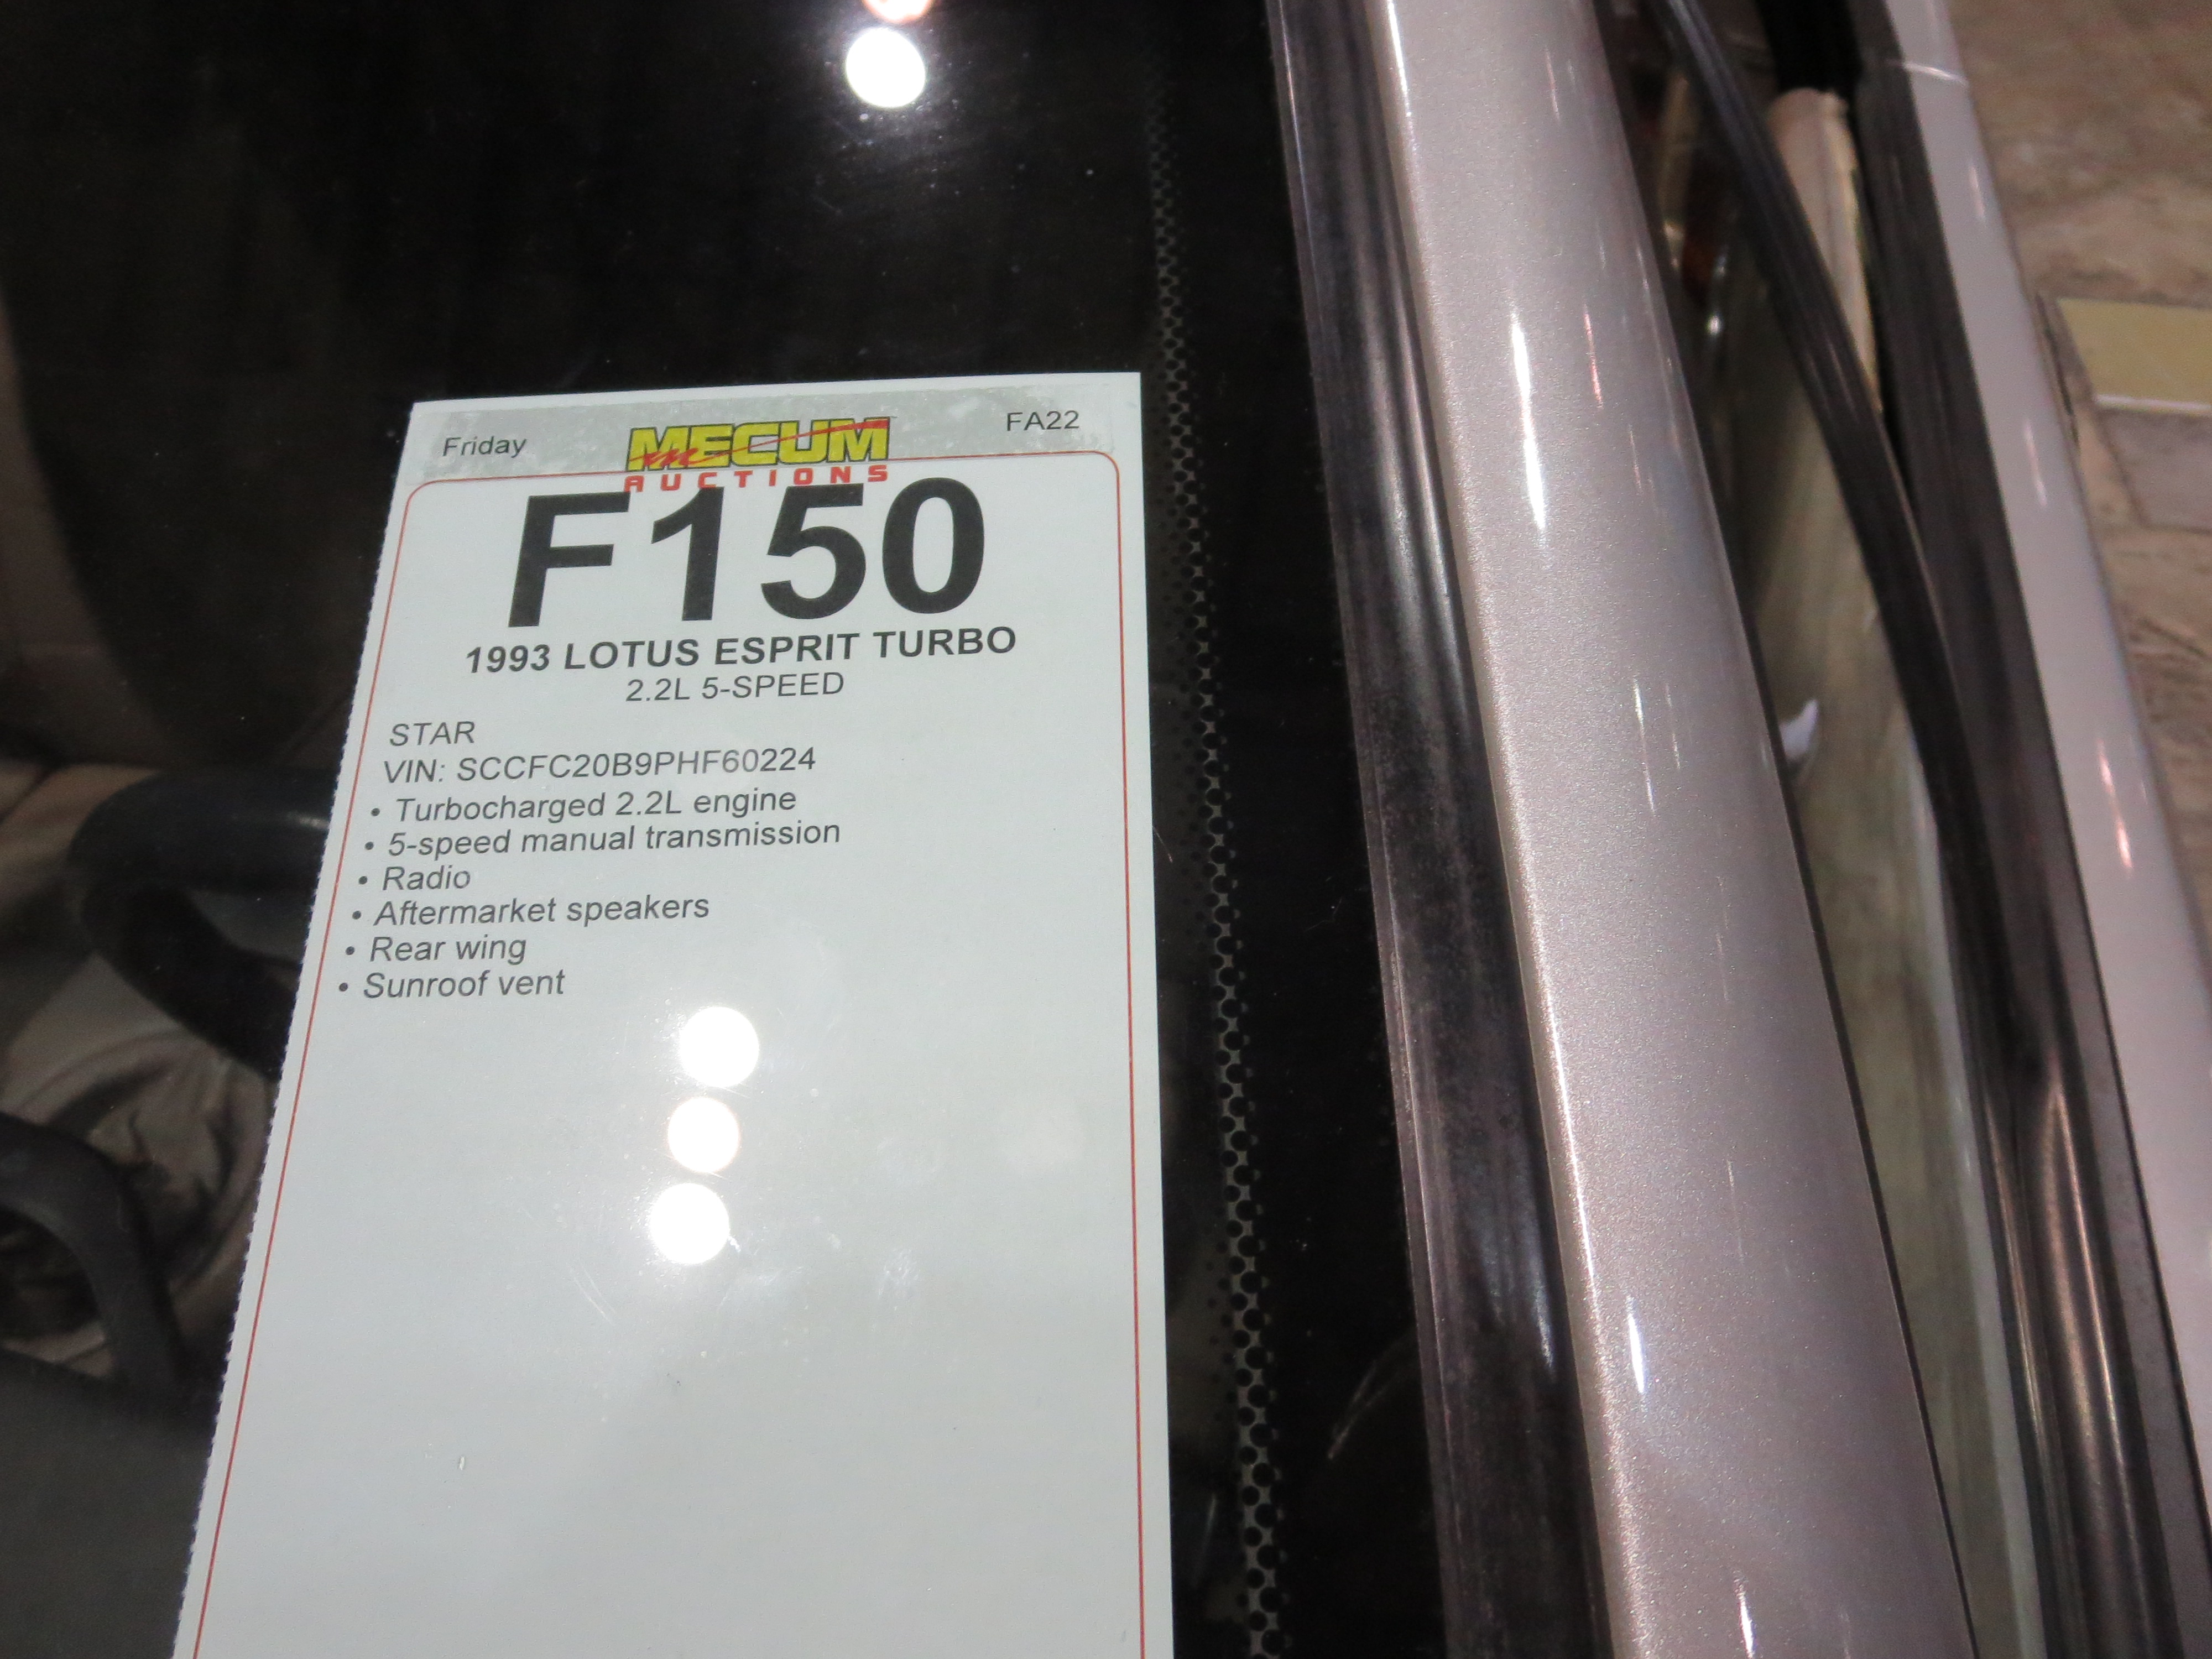 Friday
MECUM
AUCTIONS
FA22
F150
1993 LOTUS ESPRIT TURBO
2.2L 5-SPEED
STAR
VIN: SCCFC20B9PHF60224
• Turbocharged 2.2L engine
• 5-speed manual transmission
• Radio
• Aftermarket speakers
• Rear wing
• Sunroof vent